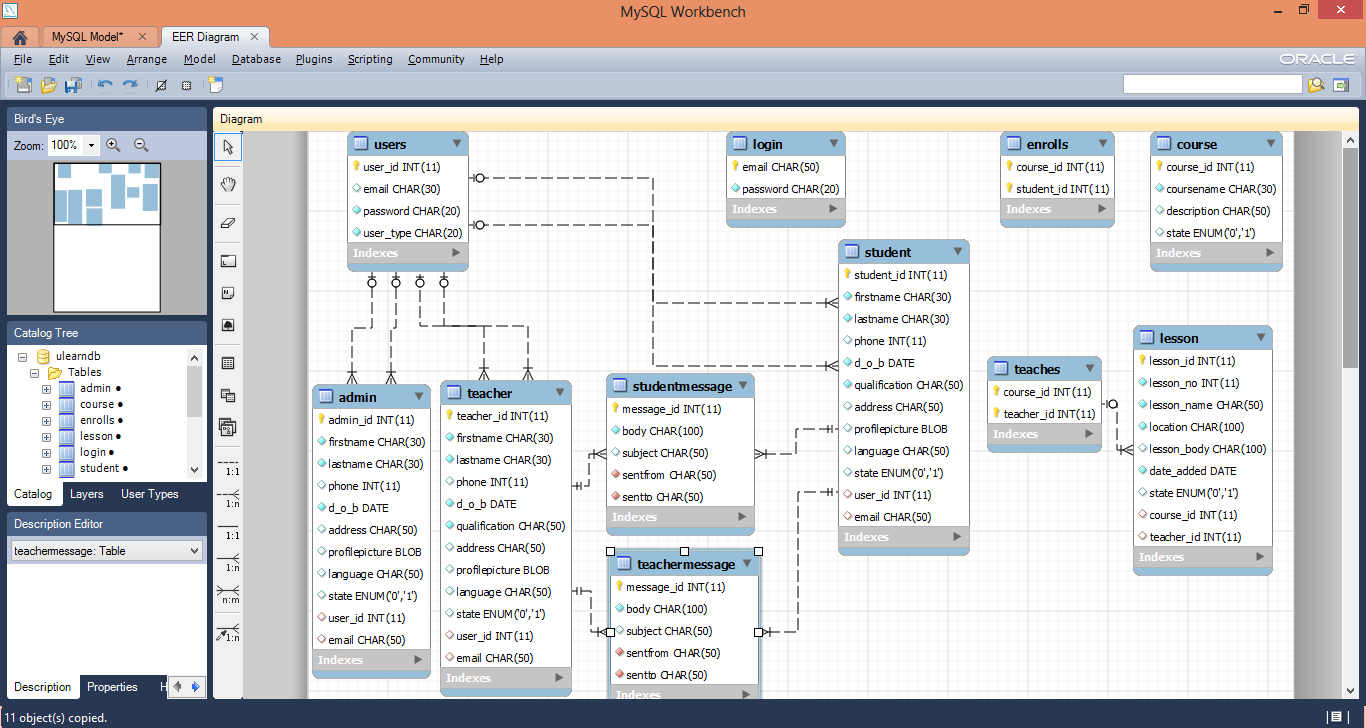 MySQL Workbench
MySQL Model*
EER Diagram
File Edit View Arrange Model Database Plugins Scripting Community Help
ORACLE
Bird's Eye
Zoom: 100%
Catalog Tree
ulearndb
Tables
admin
course
enrolls
lesson
login
student
Catalog Layers User Types
Description Editor
teachermessage: Table
Description Properties H
11 object(s) copied.
Diagram
1:1
1:n
1:1
1:n
n:m
1:n
users
user_id INT(11)
email CHAR(30)
password CHAR(20)
user_type CHAR(20)
Indexes
login
email CHAR(50)
password CHAR(20)
Indexes
enrolls
course_id INT(11)
student_id INT(11)
Indexes
course
course_id INT(11)
coursename CHAR(30)
description CHAR(50)
state ENUM('0','1')
Indexes
student
student_id INT(11)
firstname CHAR(30)
lastname CHAR(30)
phone INT(11)
d_o_b DATE
qualification CHAR(50)
address CHAR(50)
profilepicture BLOB
language CHAR(50)
state ENUM('0','1')
user_id INT(11)
email CHAR(50)
Indexes
lesson
lesson_id INT(11)
lesson_no INT(11)
lesson_name CHAR(50)
location CHAR(100)
lesson_body CHAR(100)
date_added DATE
state ENUM('0','1')
course_id INT(11)
teacher_id INT(11)
Indexes
teaches
course_id INT(11)
teacher_id INT(11)
Indexes
admin
admin_id INT(11)
firstname CHAR(30)
lastname CHAR(30)
phone INT(11)
d_o_b DATE
address CHAR(50)
profilepicture BLOB
language CHAR(50)
state ENUM('0','1')
user_id INT(11)
email CHAR(50)
Indexes
teacher
teacher_id INT(11)
firstname CHAR(30)
lastname CHAR(30)
phone INT(11)
d_o_b DATE
qualification CHAR(50)
address CHAR(50)
profilepicture BLOB
language CHAR(50)
state ENUM('0','1')
user_id INT(11)
email CHAR(50)
Indexes
studentmessage
message_id INT(11)
body CHAR(100)
subject CHAR(50)
sentfrom CHAR(50)
sentto CHAR(50)
Indexes
teachermessage
message_id INT(11)
body CHAR(100)
subject CHAR(50)
sentfrom CHAR(50)
sentto CHAR(50)
Indexes